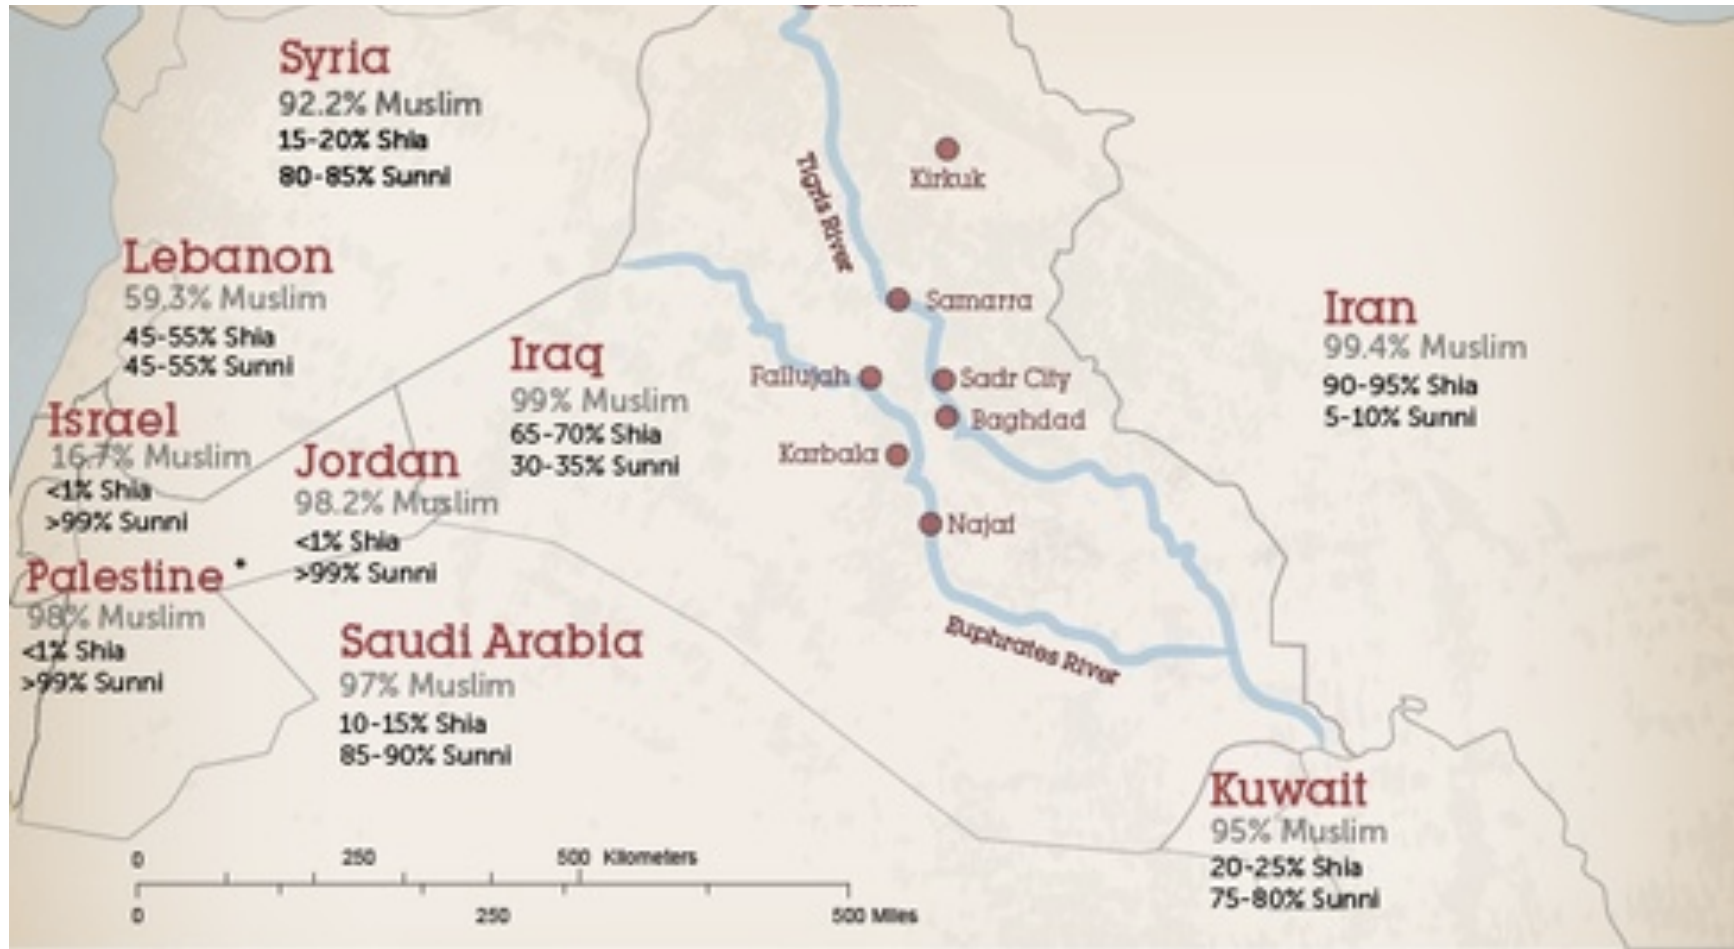 Syria
92.2% Muslim
15-20% Shia
80-85% Sunni
Kirkuk
Tigris River
Lebanon
59.3% Muslim
45-55% Shia
45-55% Sunni
Samarra
Iran
99.4% Muslim
90-95% Shia
5-10% Sunni
Iraq
99% Muslim
65-70% Shia
30-35% Sunni
Fallujah
Sadr City
Baghdad
Karbala
Najaf
Israel
16.7% Muslim
<1% Shia
>99% Sunni
Jordan
98.2% Muslim
<1% Shia
>99% Sunni
Palestine *
98% Muslim
<1% Shia
>99% Sunni
Saudi Arabia
97% Muslim
10-15% Shia
85-90% Sunni
Euphrates River
Kuwait
95% Muslim
20-25% Shia
75-80% Sunni
0 250 500 Kilometers
0 250 500 Miles